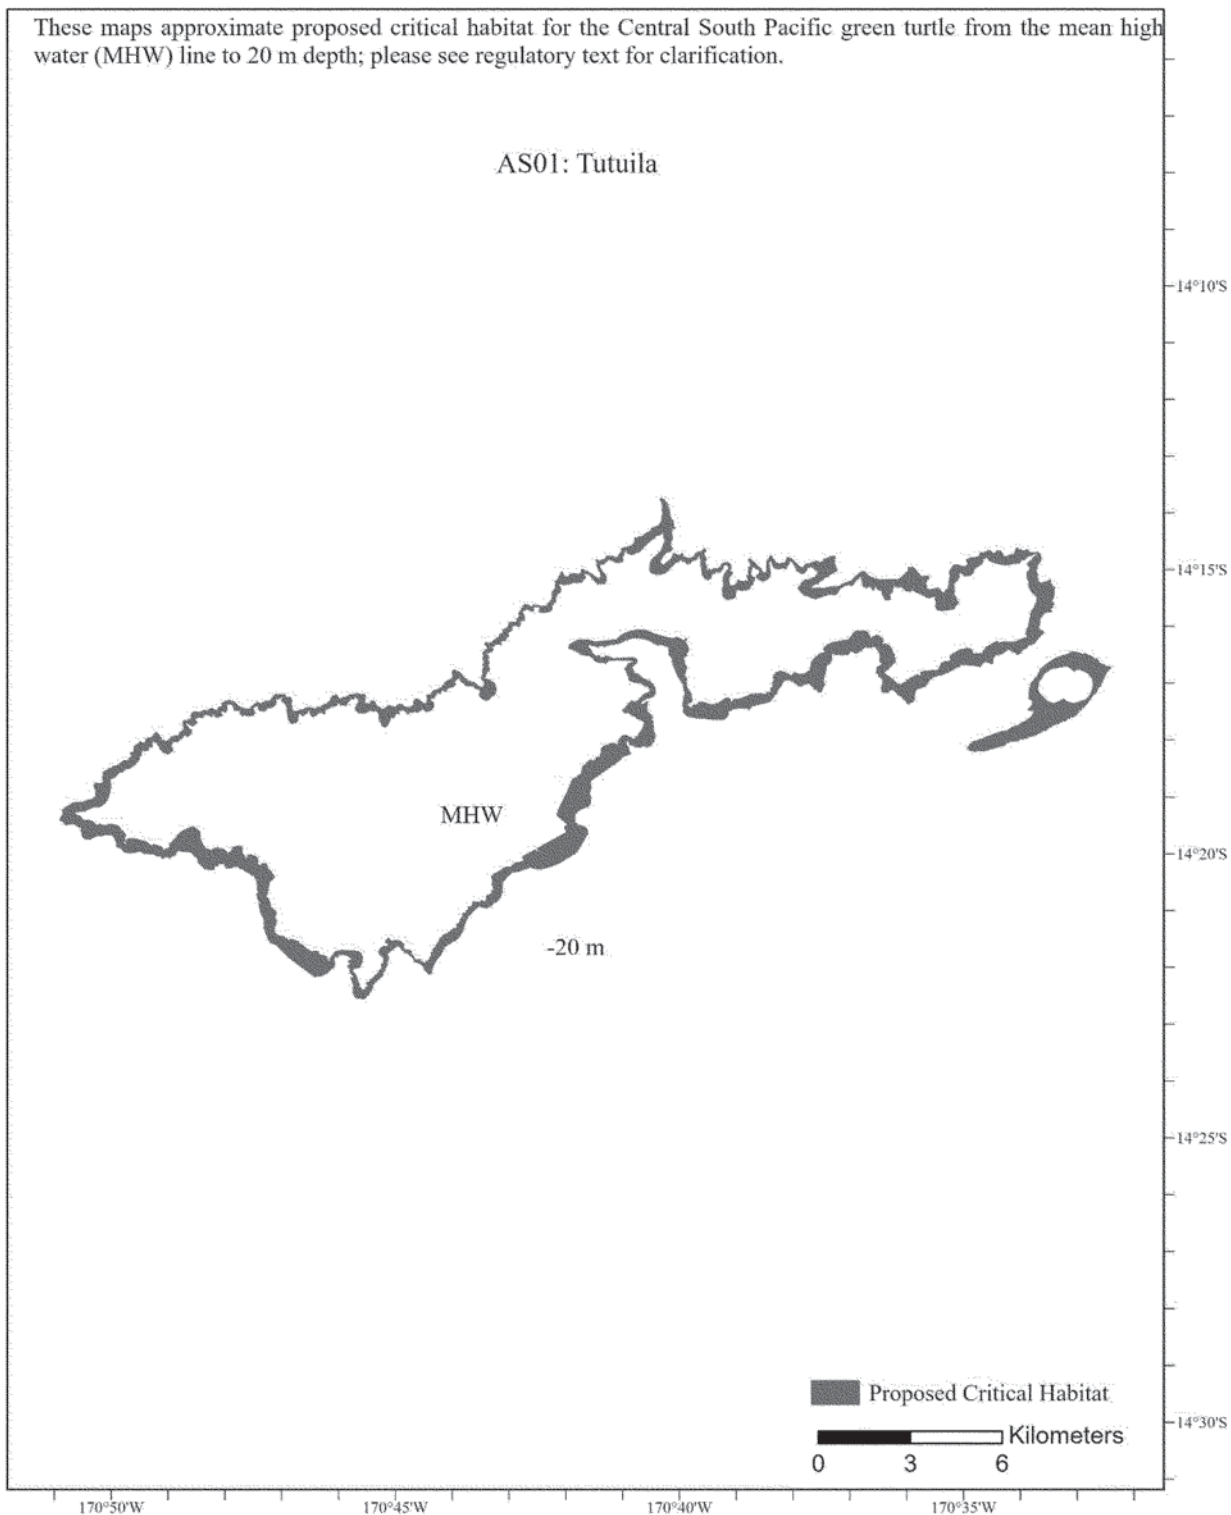 These maps approximate proposed critical habitat for the Central South Pacific green turtle from the mean high
water (MHW) line to 20 m depth; please see regulatory text for clarification.
AS01: Tutuila
14°10'S
14°15'S
MHW
14°20'S
-20 m
14°25'S
Proposed Critical Habitat
14°30'S
Kilometers
0 3 6
170°50'W 170°45'W 170°40'W 170°35'W